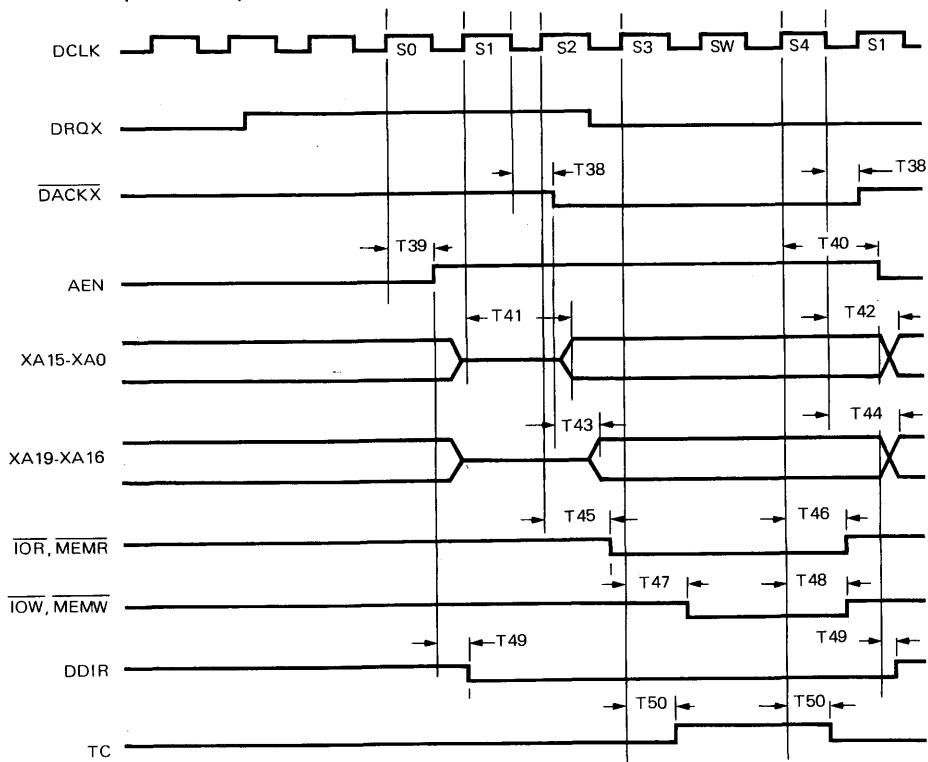 DCLK S0 S1 S2 S3 SW S4 S1
DRQX
DACKX T38 T38
AEN T39 T40
XA15-XA0 T41 T42
XA19-XA16 T43 T44
IOR, MEMR T45 T46
IOW, MEMW T47 T48
DDIR T49 T49
TC T50 T50